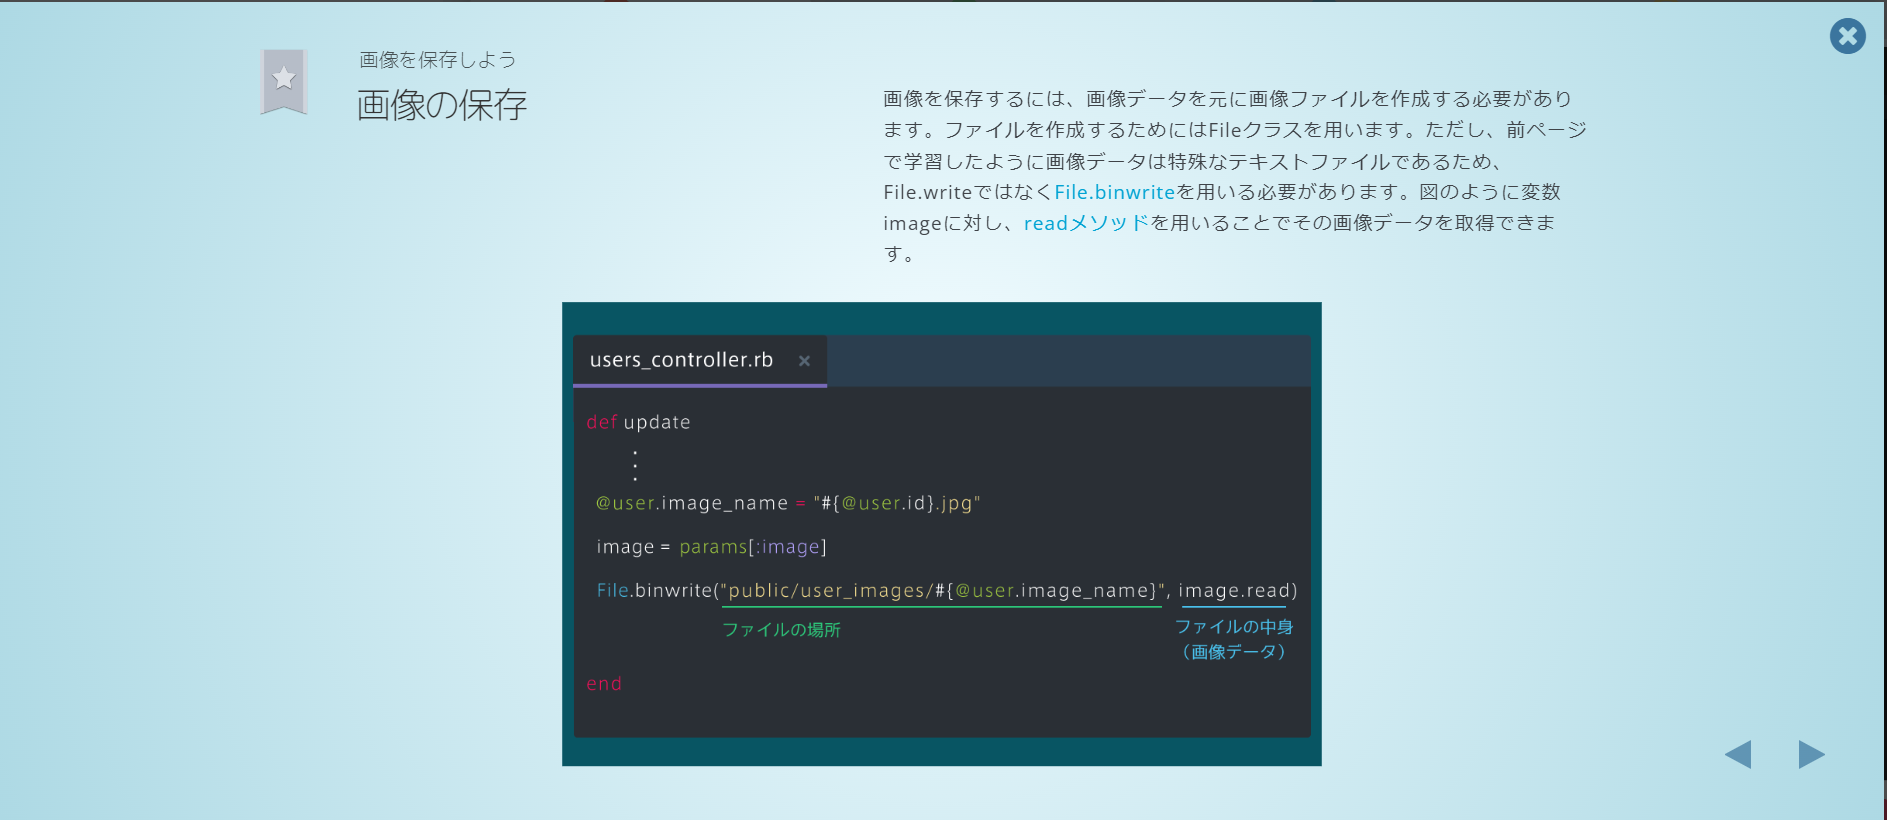 画像を保存しよう
画像の保存
画像を保存するには、画像データを元に画像ファイルを作成する必要があり
ます。ファイルを作成するためにはFileクラスを用います。ただし、前ページ
で学習したように画像データは特殊なテキストファイルであるため、
File.writeではなくFile.binwriteを用いる必要があります。図のように変数
imageに対し、readメソッドを用いることでその画像データを取得できま
す。
users_controller.rb ×
def update
@user.image_name = "#{@user.id}.jpg"
image = params[:image]
File.binwrite("public/user_images/#{@user.image_name}", image.read)
ファイルの場所
ファイルの中身
（画像データ）
end